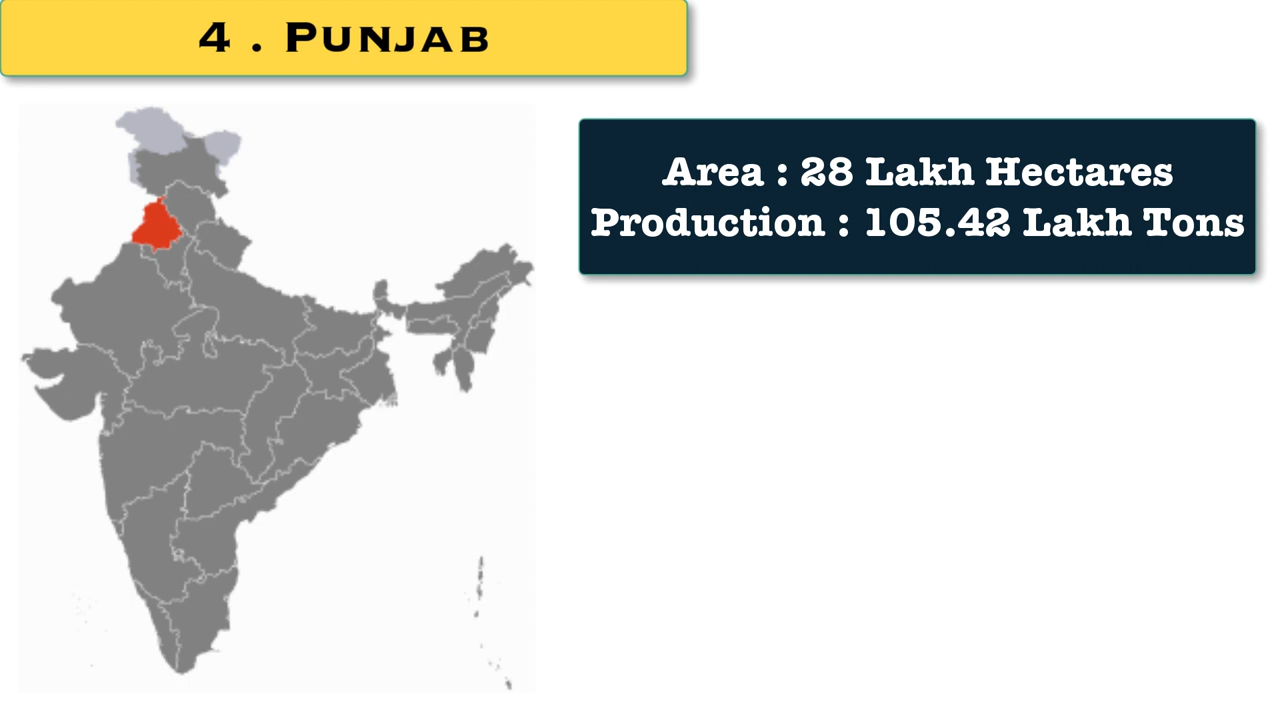 4 . Punjab
Area : 28 Lakh Hectares
Production : 105.42 Lakh Tons